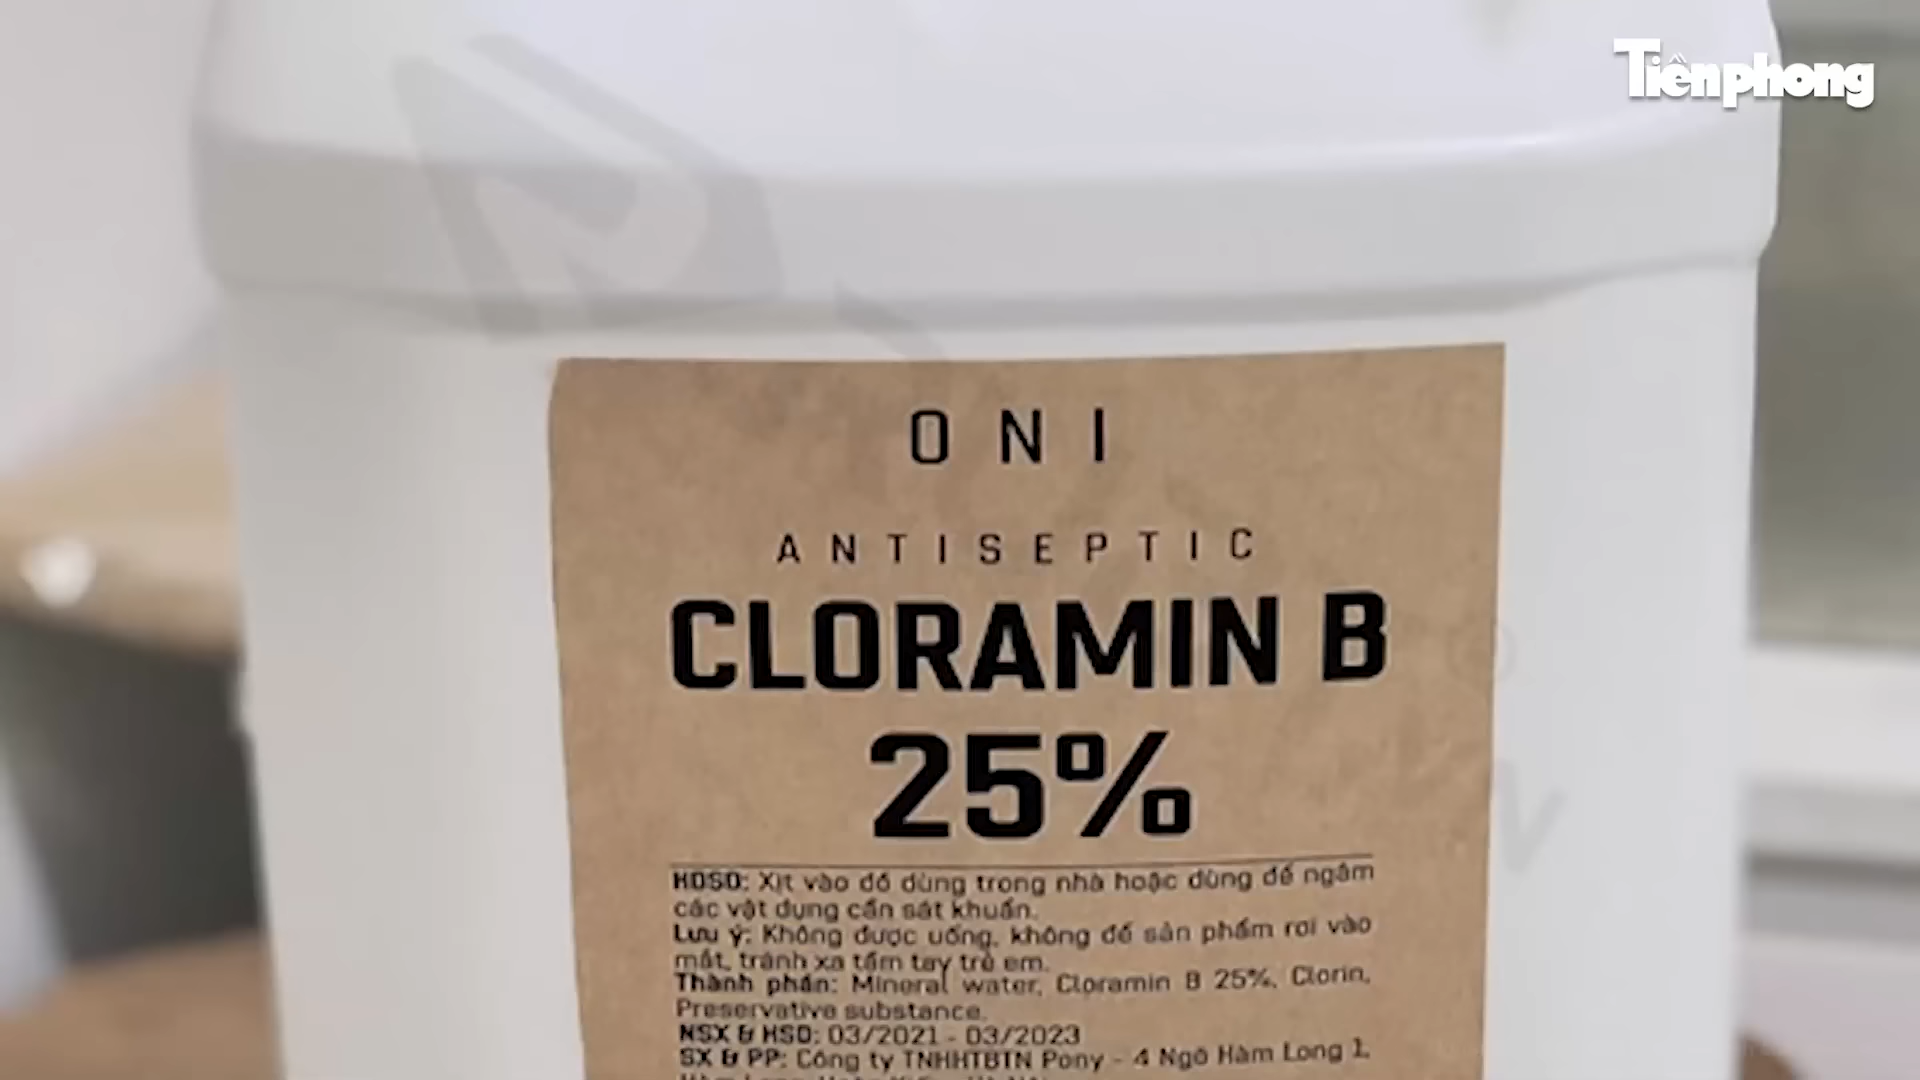 Tiền phong
ONI
ANTISEPTIC
CLORAMIN B
25%
HDSD: Xịt vào đồ dùng trong nhà hoặc dùng để ngâm
các vật dụng cần sát khuẩn.
Lưu ý: Không được uống, không để sản phẩm rơi vào
mắt, tránh xa tầm tay trẻ em.
Thành phần: Mineral water, Cloramin B 25%, Clorin,
Preservative substance.
NSX & HSD: 03/2021 - 03/2023
SX & PP: Công ty TNHHTBTN Pony - 4 Ngõ Hàm Long 1,